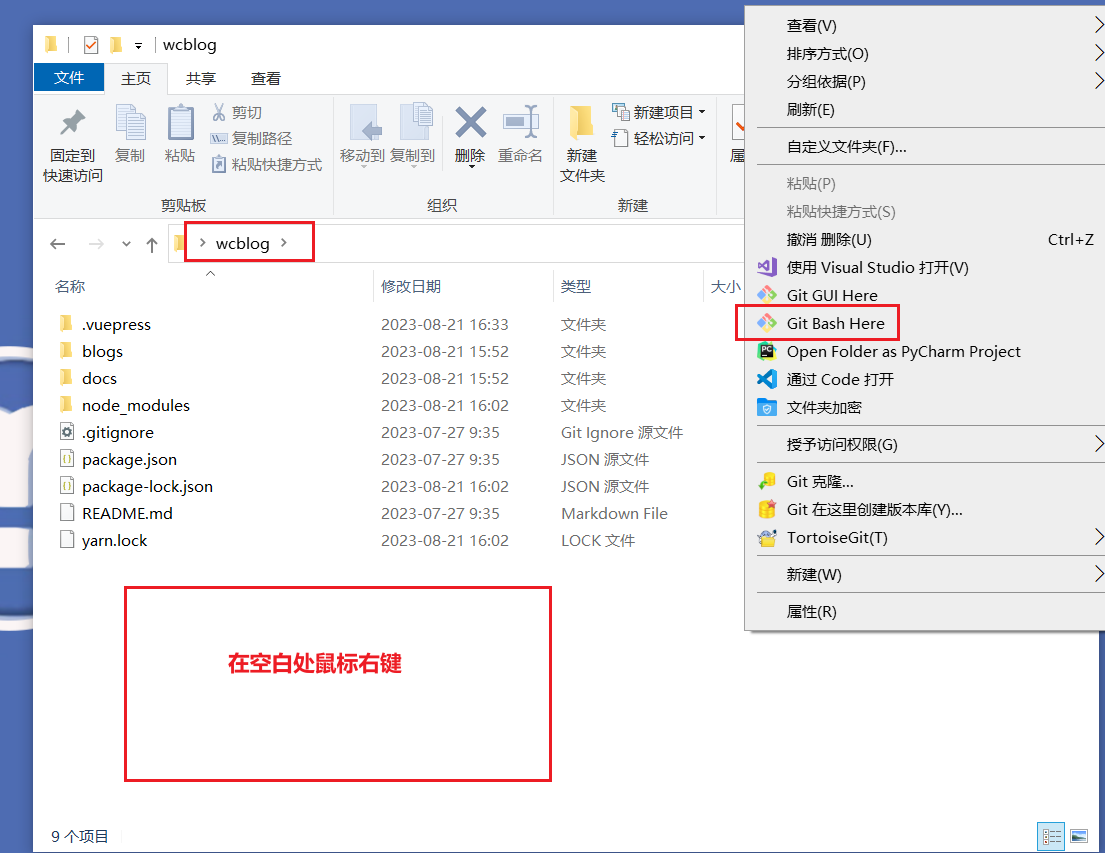 wcblog
文件 主页 共享 查看
固定到快速访问
复制
粘贴
剪切
复制路径
粘贴快捷方式
剪贴板
移动到
复制到
删除
重命名
组织
新建文件夹
新建项目
轻松访问
新建
wcblog
名称 修改日期 类型 大小
.vuepress 2023-08-21 16:33 文件夹
blogs 2023-08-21 15:52 文件夹
docs 2023-08-21 15:52 文件夹
node_modules 2023-08-21 16:02 文件夹
.gitignore 2023-07-27 9:35 Git Ignore 源文件
package.json 2023-07-27 9:35 JSON 源文件
package-lock.json 2023-08-21 16:02 JSON 源文件
README.md 2023-07-27 9:35 Markdown File
yarn.lock 2023-08-21 16:02 LOCK 文件
在空白处鼠标右键
9 个项目
查看(V)
排序方式(O)
分组依据(P)
刷新(E)
自定义文件夹(F)...
粘贴(P)
粘贴快捷方式(S)
撤消 删除(U) Ctrl+Z
使用 Visual Studio 打开(V)
Git GUI Here
Git Bash Here
Open Folder as PyCharm Project
通过 Code 打开
文件夹加密
授予访问权限(G)
Git 克隆...
Git 在这里创建版本库(Y)...
TortoiseGit(T)
新建(W)
属性(R)